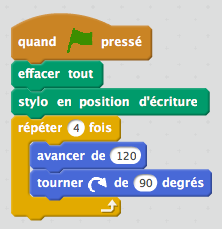 quand pressé
effacer tout
stylo en position d'écriture
répéter 4 fois
avancer de 120
tourner de 90 degrés